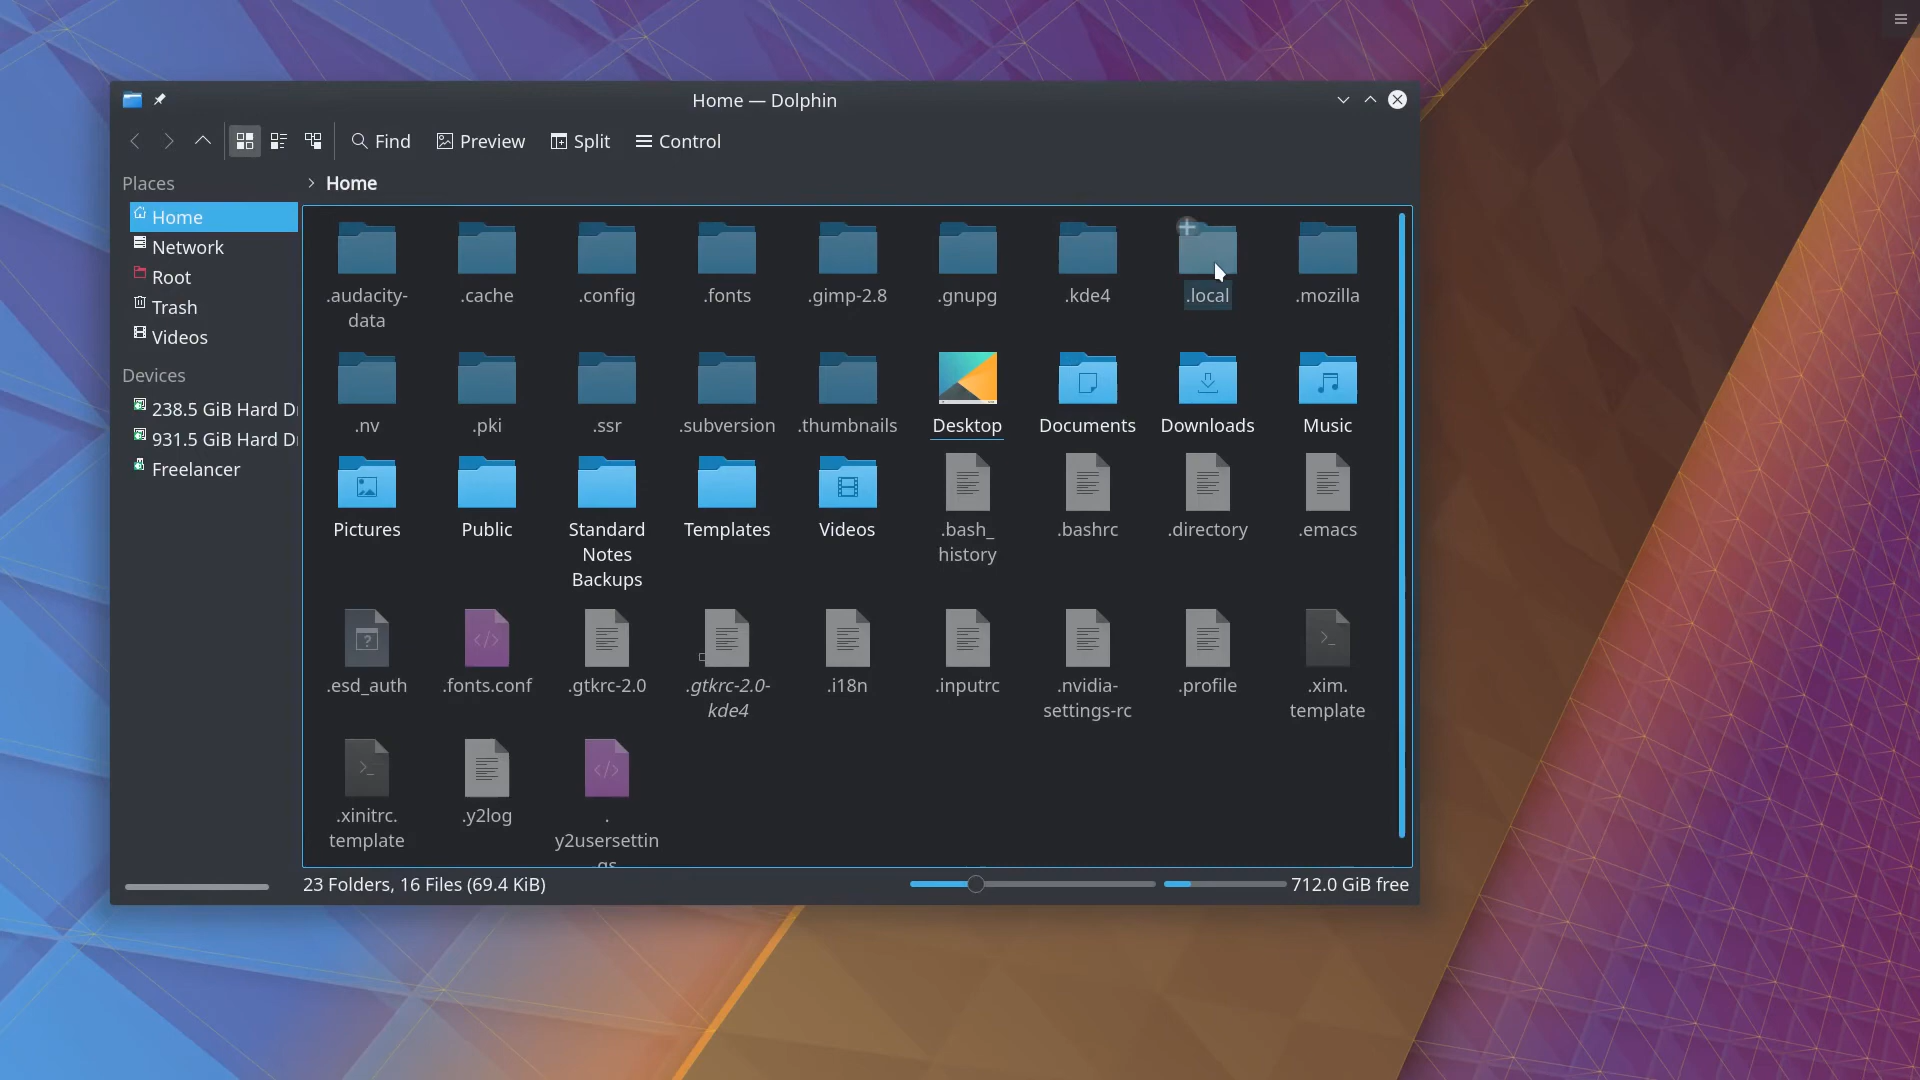 Home — Dolphin
Find
Preview
Split
Control
Places
Home
Network
Root
Trash
Videos
Devices
238.5 GiB Hard Dr
931.5 GiB Hard Dr
Freelancer
Home
.audacity-
data
.cache
.config
.fonts
.gimp-2.8
.gnupg
.kde4
.local
.mozilla
.nv
.pki
.ssr
.subversion
.thumbnails
Desktop
Documents
Downloads
Music
Pictures
Public
Standard
Notes
Backups
Templates
Videos
.bash_
history
.bashrc
.directory
.emacs
.esd_auth
.fonts.conf
.gtkrc-2.0
.gtkrc-2.0-
kde4
.i18n
.inputrc
.nvidia-
settings-rc
.profile
.xim.
template
.xinitrc.
template
.y2log
.
y2usersettin
gs
23 Folders, 16 Files (69.4 KiB)
712.0 GiB free